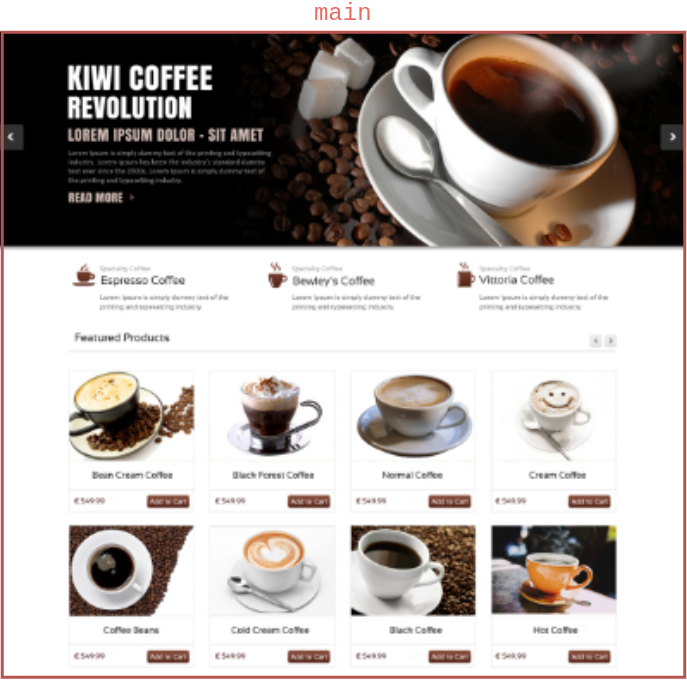 main
KIWI COFFEE
REVOLUTION
LOREM IPSUM DOLOR - SIT AMET
Lorem Ipsum is simply dummy text of the printing and typesetting
industry. Lorem Ipsum has been the industry's standard dummy
text ever since the 1500s, Lorem Ipsum is simply dummy text of
the printing and typesetting industry.
READ MORE
Specialty Coffee
Espresso Coffee
Lorem Ipsum is simply dummy text of the
printing and typesetting industry.
Specialty Coffee
Bewley's Coffee
Lorem Ipsum is simply dummy text of the
printing and typesetting industry.
Specialty Coffee
Vittoria Coffee
Lorem Ipsum is simply dummy text of the
printing and typesetting industry.
Featured Products
Bean Cream Coffee
€549.99 Add to Cart
Black Forest Coffee
€549.99 Add to Cart
Normal Coffee
€549.99 Add to Cart
Cream Coffee
€549.99 Add to Cart
Coffee Beans
€549.99 Add to Cart
Cold Cream Coffee
€549.99 Add to Cart
Black Coffee
€549.99 Add to Cart
Hot Coffee
€549.99 Add to Cart